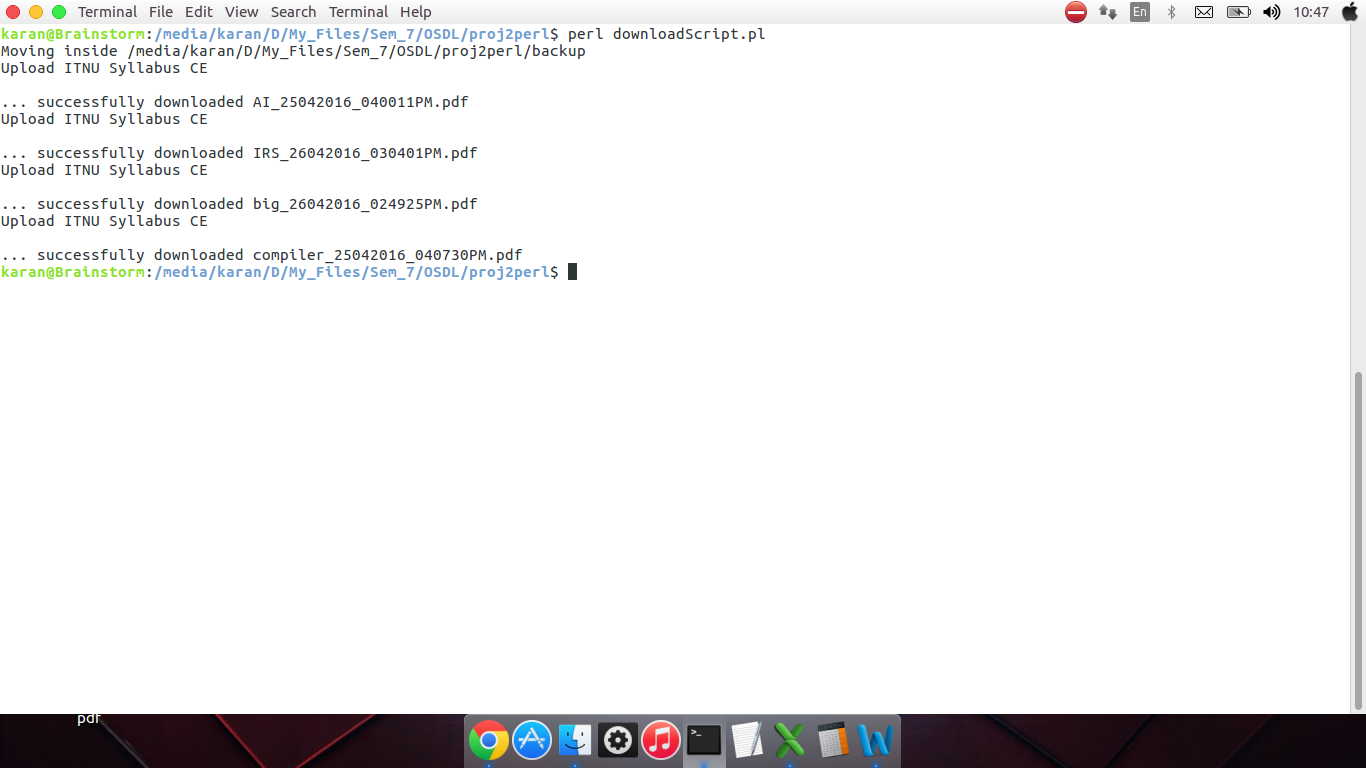 Terminal File Edit View Search Terminal Help En 10:47
karan@Brainstorm:/media/karan/D/My_Files/Sem_7/OSDL/proj2perl$ perl downloadScript.pl
Moving inside /media/karan/D/My_Files/Sem_7/OSDL/proj2perl/backup
Upload ITNU Syllabus CE
... successfully downloaded AI_25042016_040011PM.pdf
Upload ITNU Syllabus CE
... successfully downloaded IRS_26042016_030401PM.pdf
Upload ITNU Syllabus CE
... successfully downloaded big_26042016_024925PM.pdf
Upload ITNU Syllabus CE
... successfully downloaded compiler_25042016_040730PM.pdf
karan@Brainstorm:/media/karan/D/My_Files/Sem_7/OSDL/proj2perl$
pdf
>_